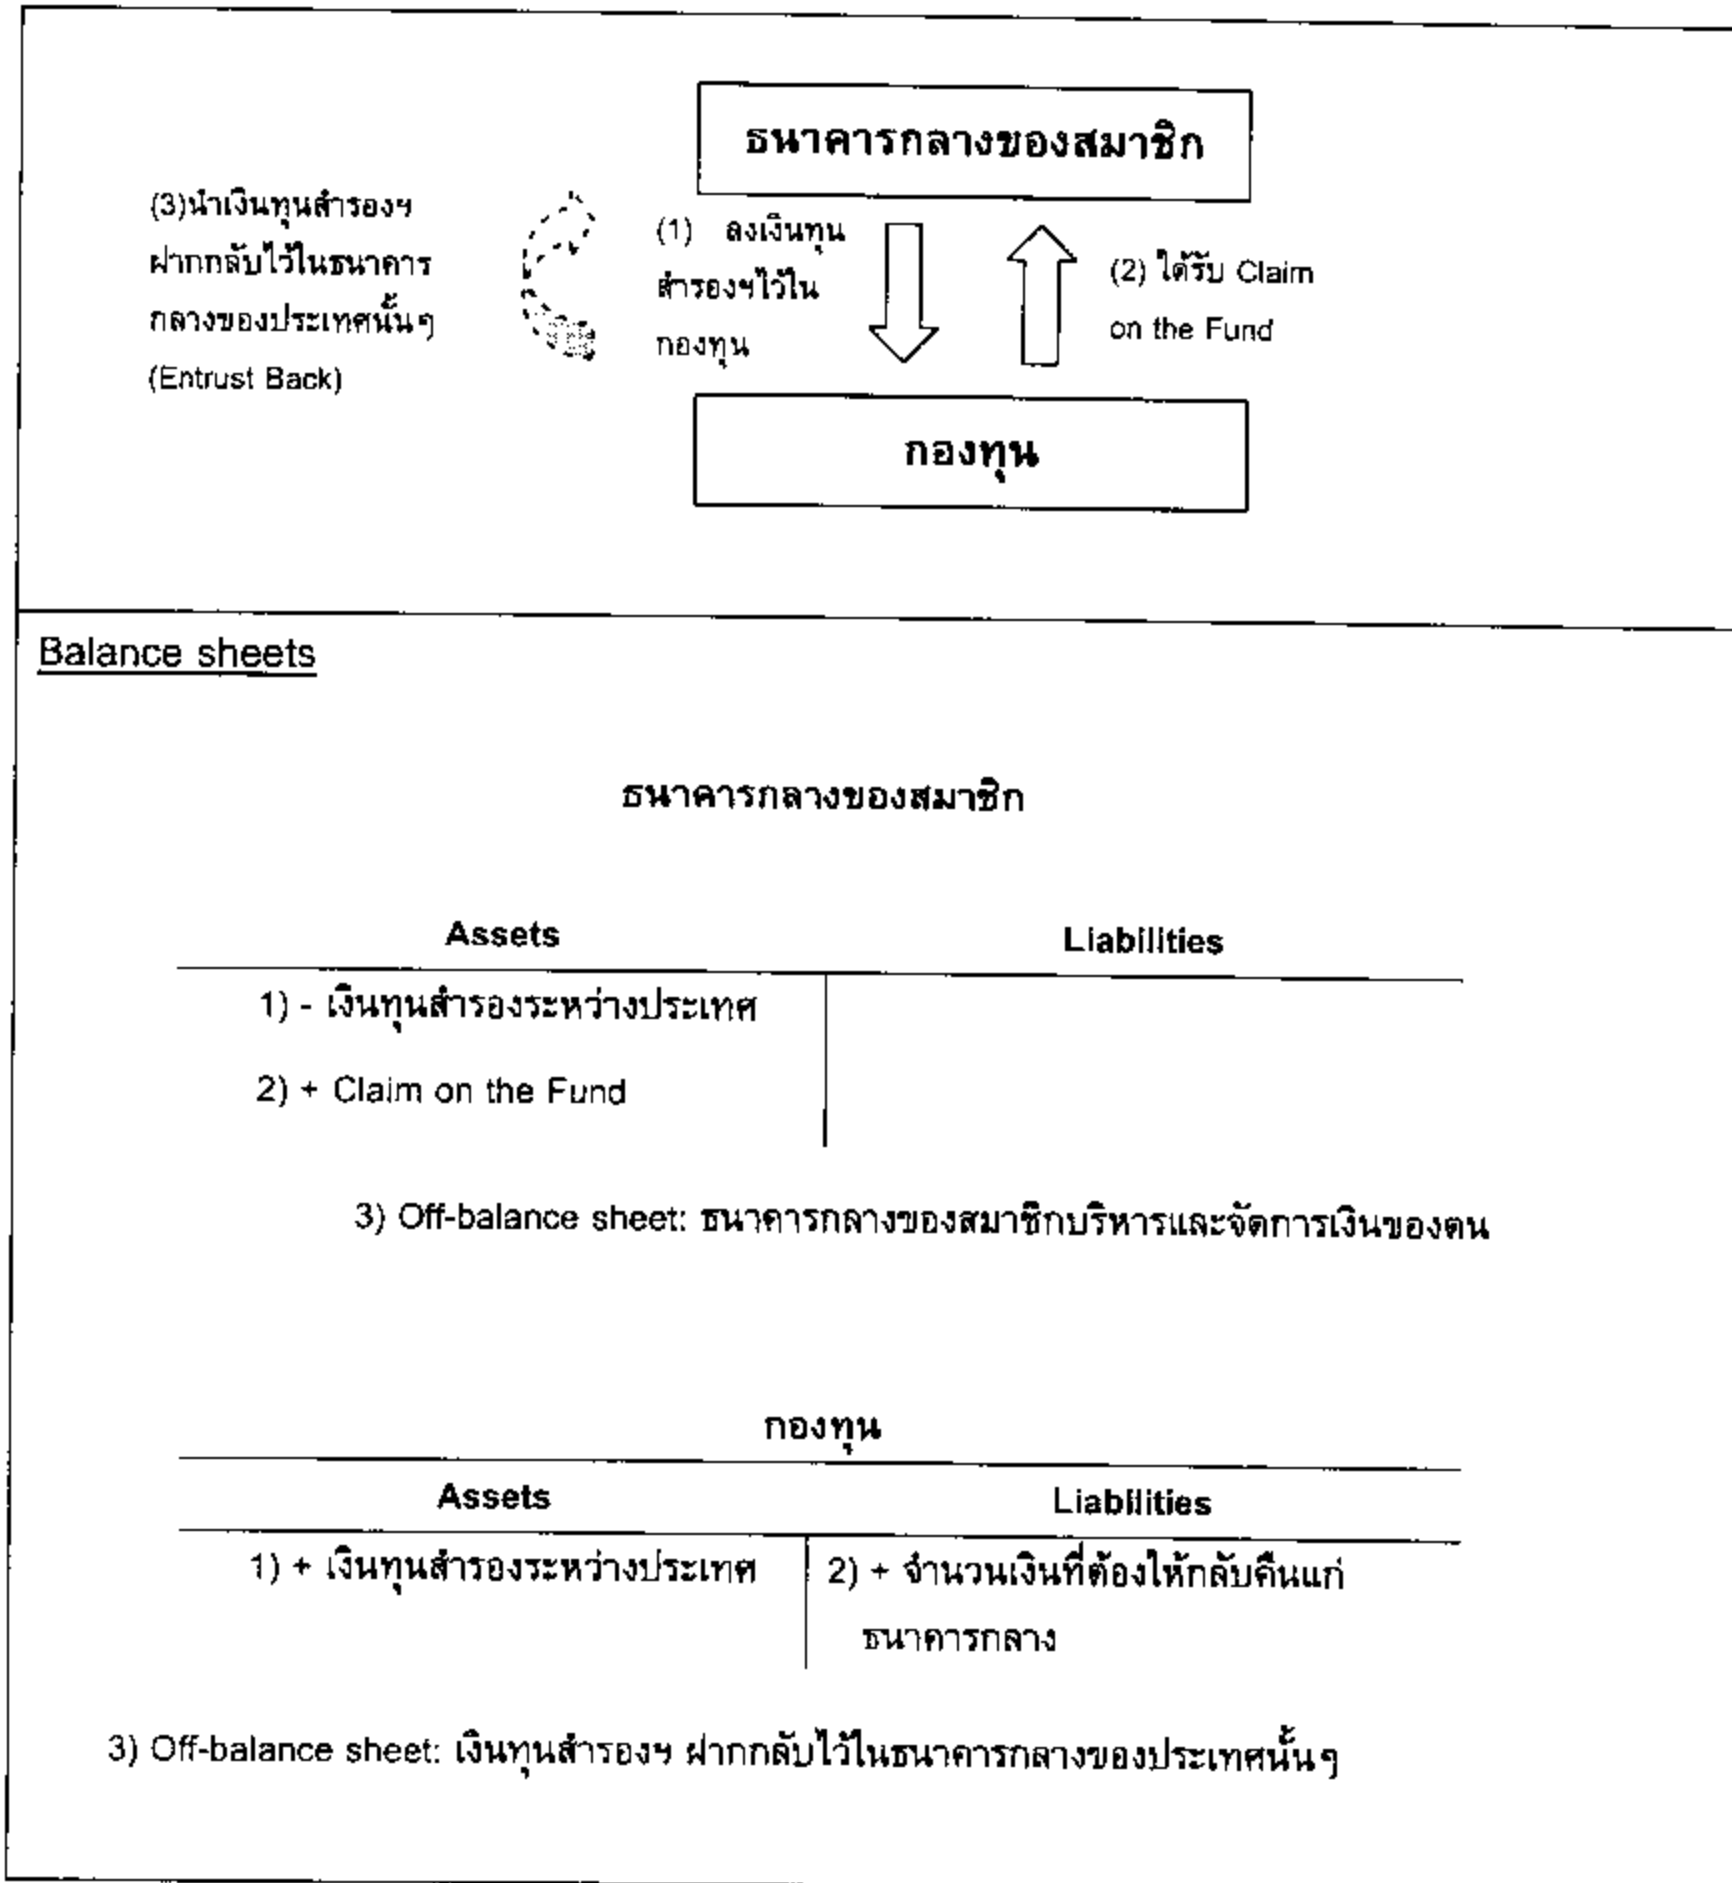 ธนาคารกลางของสมาชิก
(3)นำเงินทุนสำรองฯ
ฝากกลับไว้ในธนาคาร
กลางของประเทศนั้นๆ
(Entrust Back)
(1) ลงเงินทุน
สำรองฯไว้ใน
กองทุน
(2) ได้รับ Claim
on the Fund
กองทุน
Balance sheets
ธนาคารกลางของสมาชิก
Assets Liabilities
1) - เงินทุนสำรองระหว่างประเทศ
2) + Claim on the Fund
3) Off-balance sheet: ธนาคารกลางของสมาชิกบริหารและจัดการเงินของตน
กองทุน
Assets Liabilities
1) + เงินทุนสำรองระหว่างประเทศ 2) + จำนวนเงินที่ต้องให้กลับคืนแก่
ธนาคารกลาง
3) Off-balance sheet: เงินทุนสำรองฯ ฝากกลับไว้ในธนาคารกลางของประเทศนั้นๆ